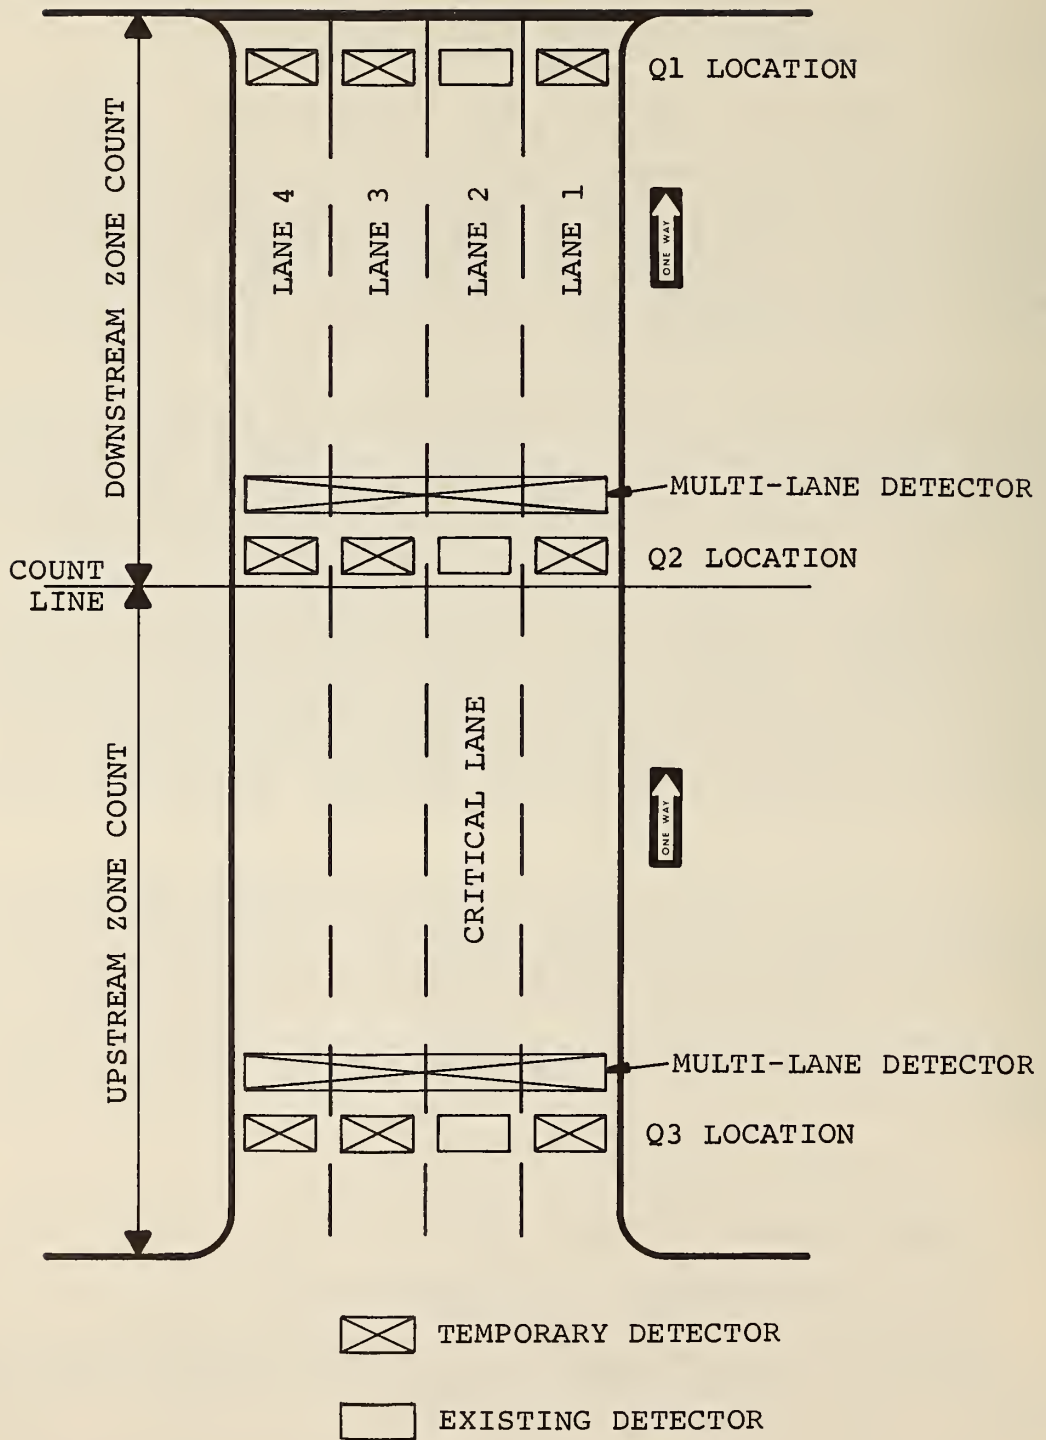 Q1 LOCATION
DOWNSTREAM ZONE COUNT
LANE 4
LANE 3
LANE 2
LANE 1
ONE WAY
MULTI-LANE DETECTOR
Q2 LOCATION
COUNT
LINE
UPSTREAM ZONE COUNT
CRITICAL LANE
ONE WAY
MULTI-LANE DETECTOR
Q3 LOCATION
TEMPORARY DETECTOR
EXISTING DETECTOR